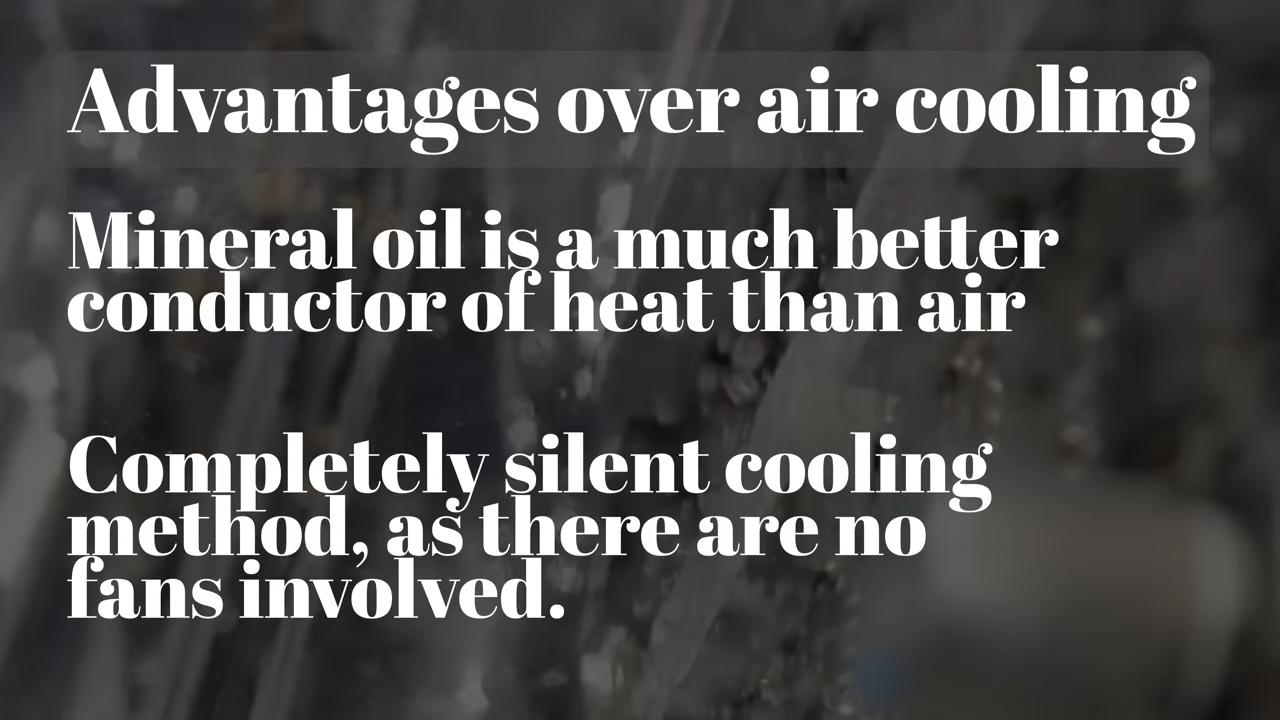 Advantages over air cooling
Mineral oil is a much better
conductor of heat than air
Completely silent cooling
method, as there are no
fans involved.